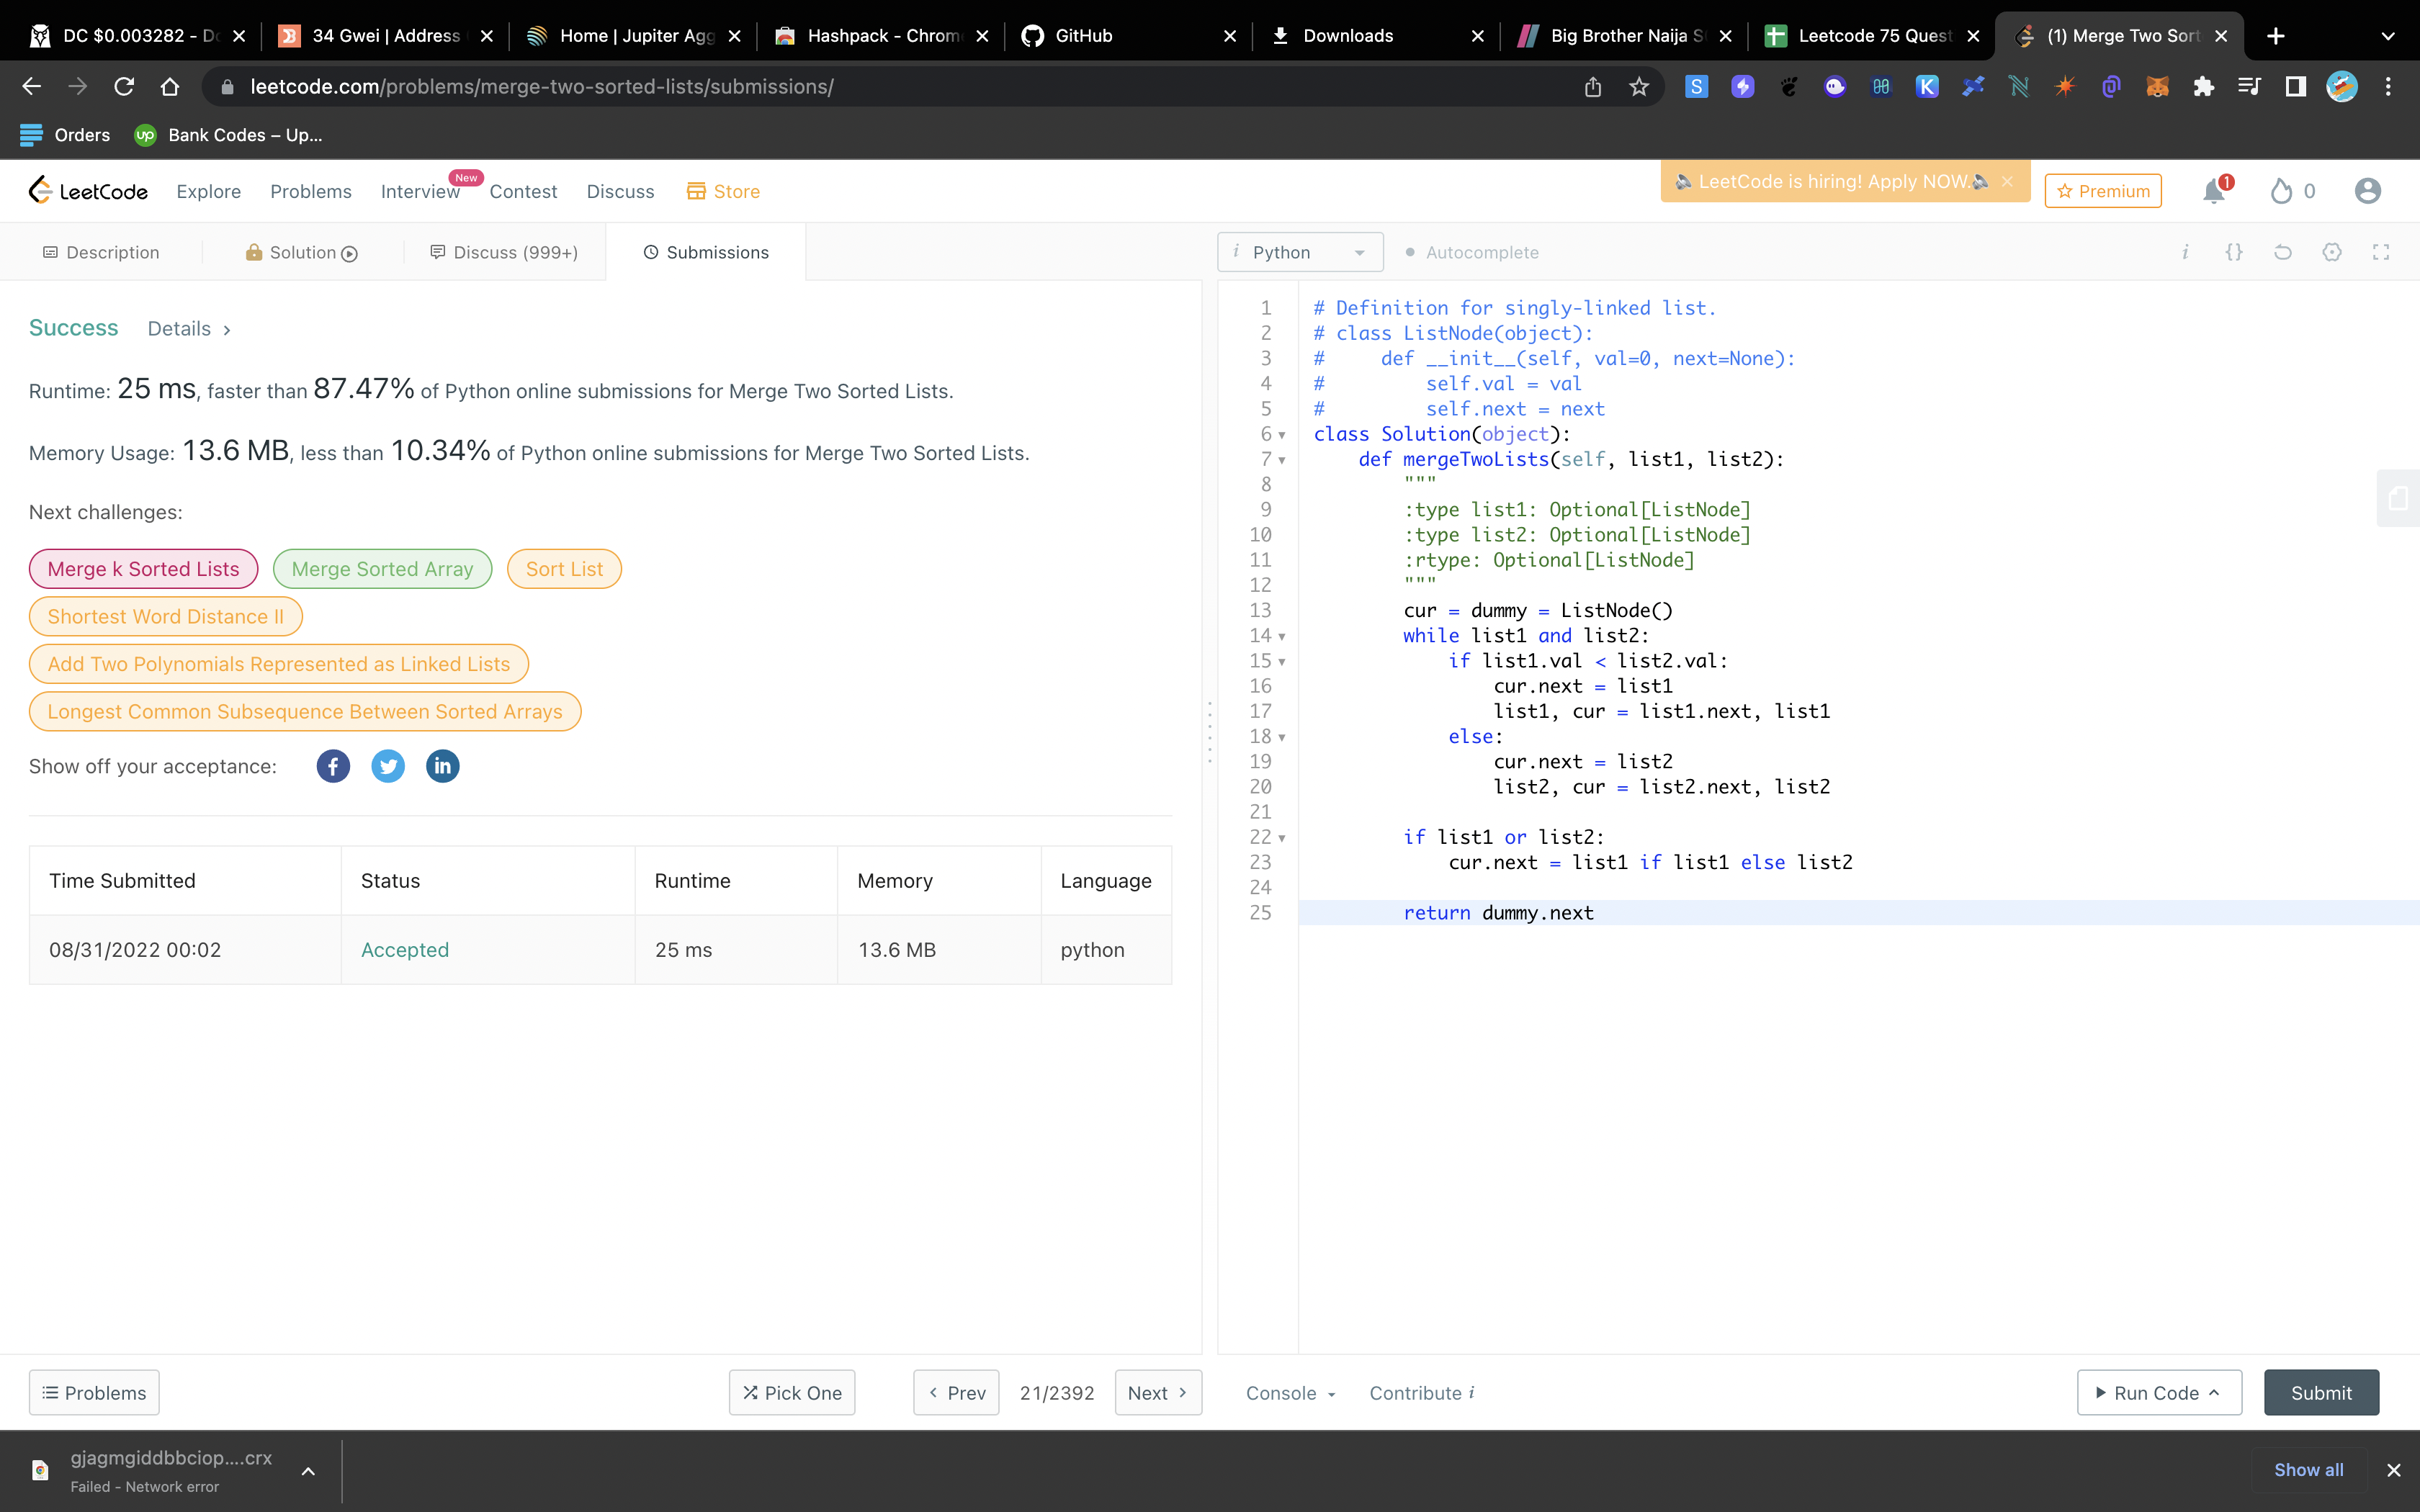 DC $0.003282 - De
34 Gwei | Address
Home | Jupiter Agg
Hashpack - Chrom
GitHub
Downloads
Big Brother Naija S
Leetcode 75 Quest
(1) Merge Two Sort
leetcode.com/problems/merge-two-sorted-lists/submissions/
Orders
up Bank Codes – Up...
LeetCode
Explore
Problems
Interview
New
Contest
Discuss
Store
LeetCode is hiring! Apply NOW.
Premium
1
0
Description
Solution
Discuss (999+)
Submissions
i Python
Autocomplete
i {}
Success Details
Runtime: 25 ms, faster than 87.47% of Python online submissions for Merge Two Sorted Lists.
Memory Usage: 13.6 MB, less than 10.34% of Python online submissions for Merge Two Sorted Lists.
Next challenges:
Merge k Sorted Lists
Merge Sorted Array
Sort List
Shortest Word Distance II
Add Two Polynomials Represented as Linked Lists
Longest Common Subsequence Between Sorted Arrays
Show off your acceptance:
Time Submitted Status Runtime Memory Language
08/31/2022 00:02 Accepted 25 ms 13.6 MB python
1 # Definition for singly-linked list.
2 # class ListNode(object):
3 #     def __init__(self, val=0, next=None):
4 #         self.val = val
5 #         self.next = next
6 class Solution(object):
7     def mergeTwoLists(self, list1, list2):
8         """
9         :type list1: Optional[ListNode]
10         :type list2: Optional[ListNode]
11         :rtype: Optional[ListNode]
12         """
13         cur = dummy = ListNode()
14         while list1 and list2:
15             if list1.val < list2.val:
16                 cur.next = list1
17                 list1, cur = list1.next, list1
18             else:
19                 cur.next = list2
20                 list2, cur = list2.next, list2
21
22         if list1 or list2:
23             cur.next = list1 if list1 else list2
24
25         return dummy.next
Problems
Pick One
Prev
21/2392
Next
Console
Contribute i
Run Code
Submit
gjagmgiddbbciop....crx
Failed - Network error
Show all